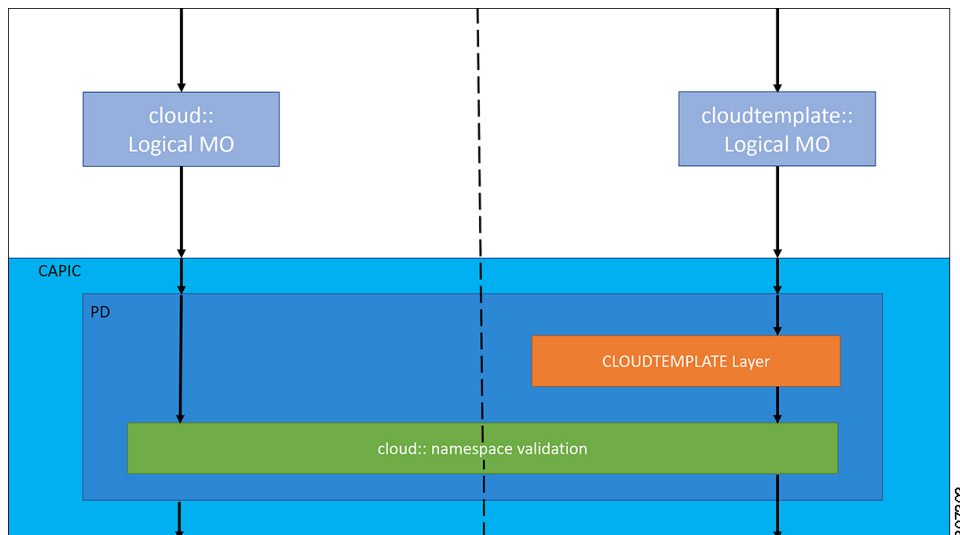 cloud::
Logical MO
cloudtemplate::
Logical MO
CAPIC
PD
CLOUDTEMPLATE Layer
cloud:: namespace validation